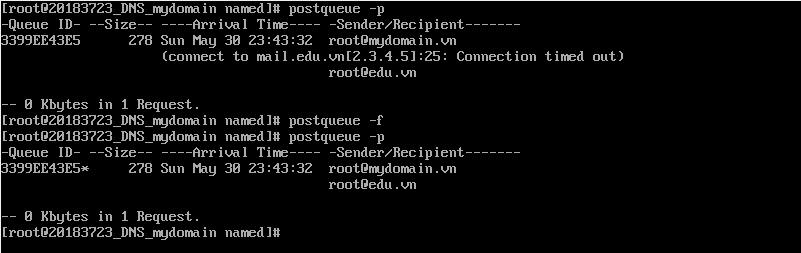 [root@20183723_DNS_mydomain named]# postqueue -p
-Queue ID- --Size-- ----Arrival Time---- -Sender/Recipient-------
3399EE43E5      278 Sun May 30 23:43:32  root@mydomain.vn
(connect to mail.edu.vn[2.3.4.5]:25: Connection timed out)
root@edu.vn
-- 0 Kbytes in 1 Request.
[root@20183723_DNS_mydomain named]# postqueue -f
[root@20183723_DNS_mydomain named]# postqueue -p
-Queue ID- --Size-- ----Arrival Time---- -Sender/Recipient-------
3399EE43E5*     278 Sun May 30 23:43:32  root@mydomain.vn
root@edu.vn
-- 0 Kbytes in 1 Request.
[root@20183723_DNS_mydomain named]#